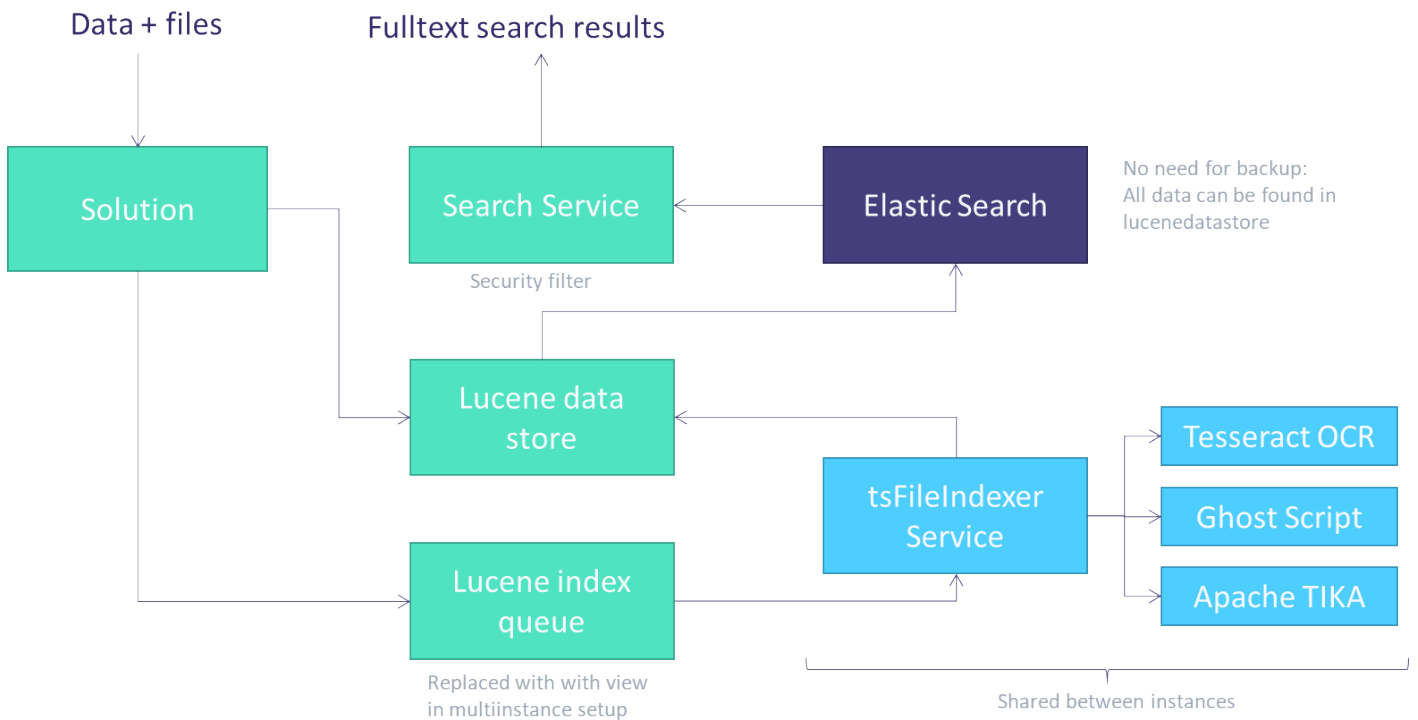 Data + files
Fulltext search results
Solution
Search Service
Elastic Search
No need for backup:
All data can be found in
lucenedatastore
Security filter
Lucene data
store
Tesseract OCR
tsFileIndexer
Service
Ghost Script
Lucene index
queue
Apache TIKA
Replaced with with view
in multiinstance setup
Shared between instances